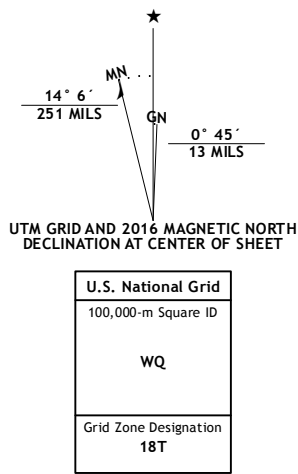 ★
MN
14° 6´
251 MILS
GN
0° 45´
13 MILS
UTM GRID AND 2016 MAGNETIC NORTH
DECLINATION AT CENTER OF SHEET
U.S. National Grid
100,000-m Square ID
WQ
Grid Zone Designation
18T